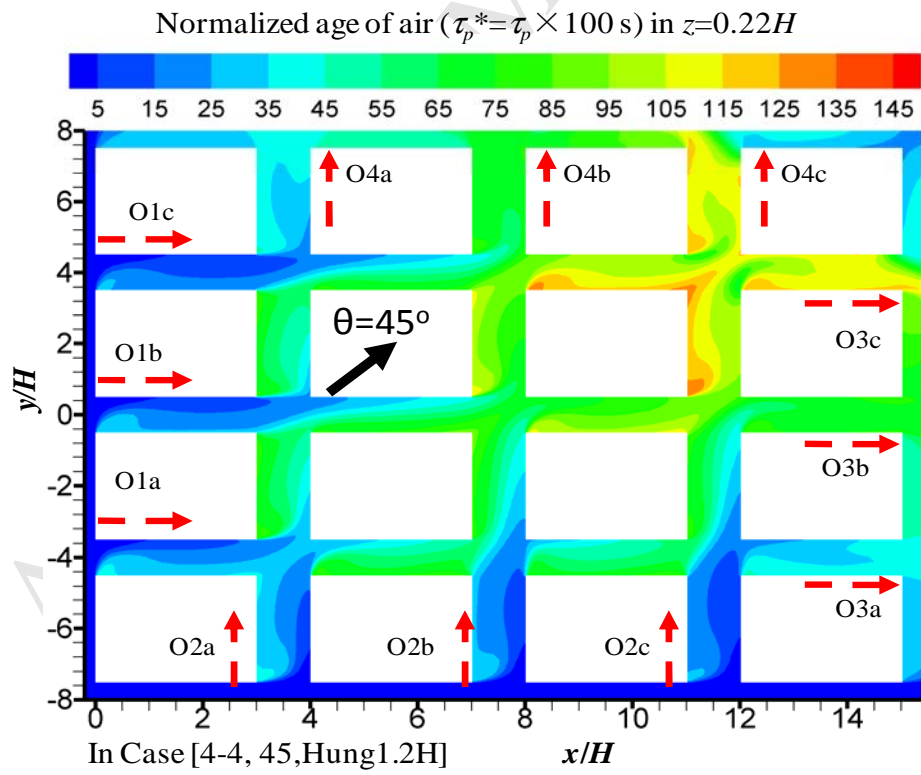 Normalized age of air (τp*=τp×100 s) in z=0.22H
5 15 25 35 45 55 65 75 85 95 105 115 125 135 145
8
O4a O4b O4c
6
O1c
4
θ=45°
O3c
2
O1b
y/H
0
O3b
-2
O1a
-4
O3a
-6
O2a O2b O2c
-8
0 2 4 6 8 10 12 14
In Case [4-4, 45,Hung1.2H] x/H